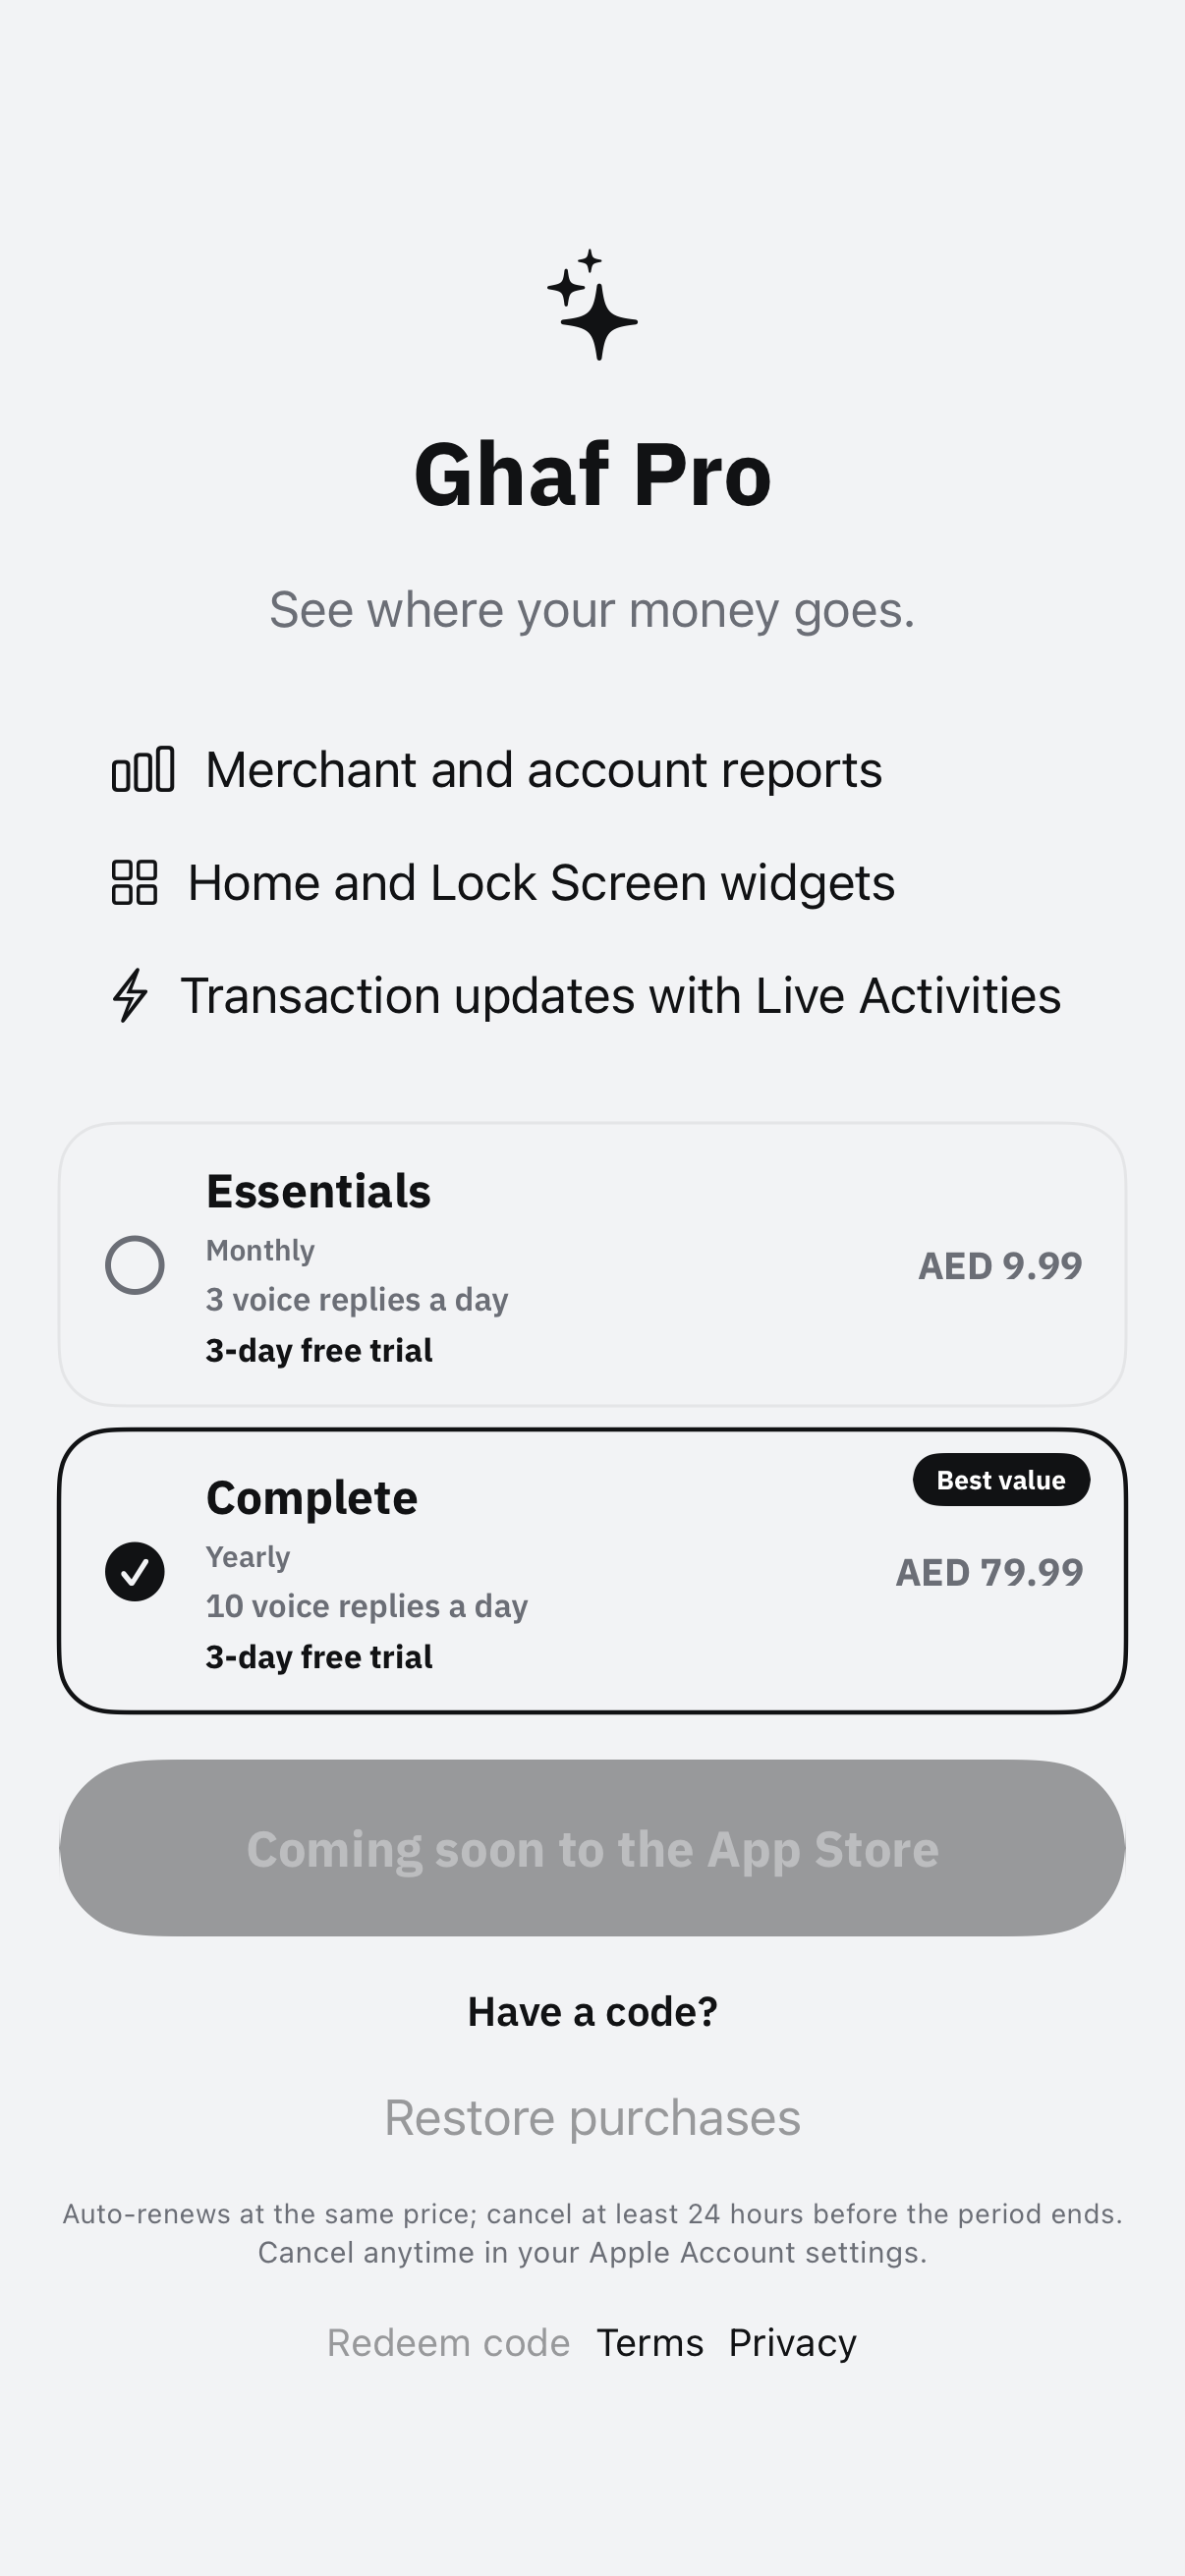 Ghaf Pro
See where your money goes.
Merchant and account reports
Home and Lock Screen widgets
Transaction updates with Live Activities
Essentials
Monthly
3 voice replies a day
3-day free trial
AED 9.99
Best value
Complete
Yearly
10 voice replies a day
3-day free trial
AED 79.99
Coming soon to the App Store
Have a code?
Restore purchases
Auto-renews at the same price; cancel at least 24 hours before the period ends.
Cancel anytime in your Apple Account settings.
Redeem code Terms Privacy